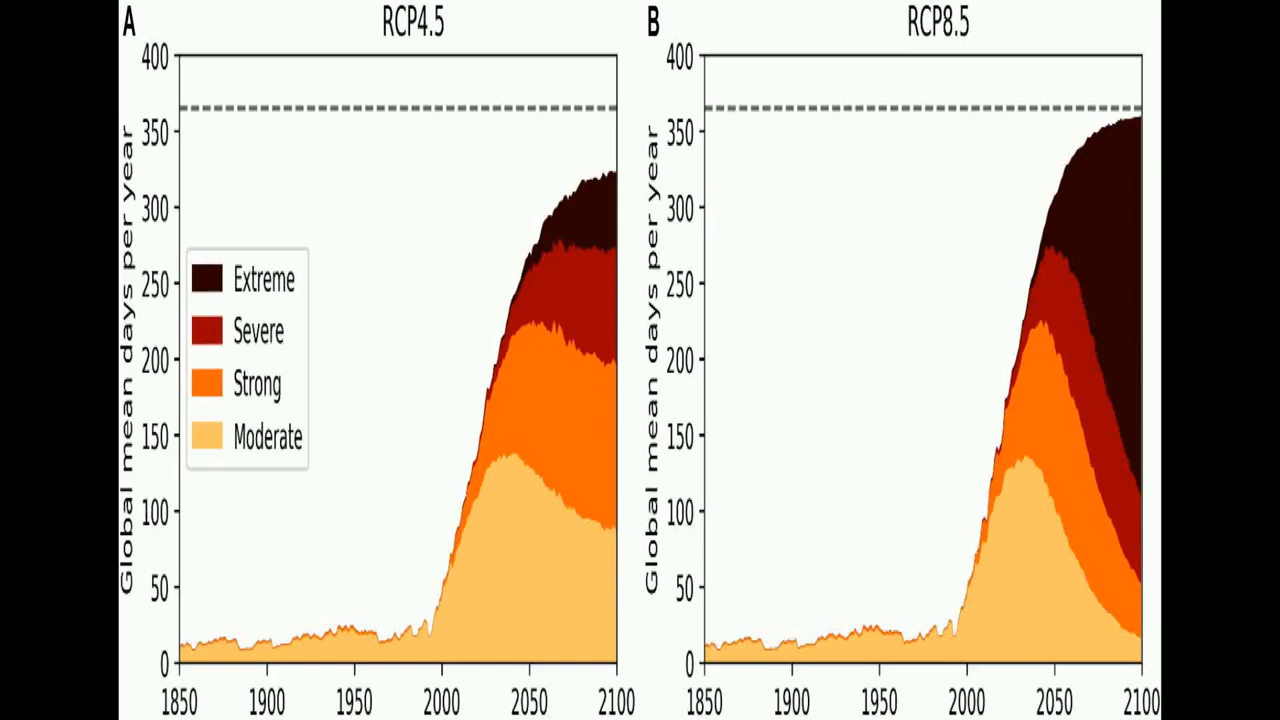 A
RCP4.5
Global mean days per year
400
350
300
250
200
150
100
50
0
Extreme
Severe
Strong
Moderate
1850 1900 1950 2000 2050 2100
B
RCP8.5
Global mean days per year
400
350
300
250
200
150
100
50
0
1850 1900 1950 2000 2050 2100